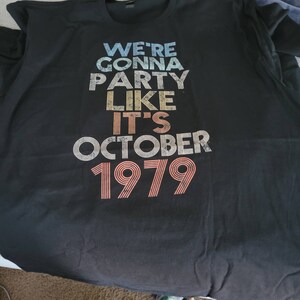 WE'RE
GONNA
PARTY
LIKE
IT'S
OCTOBER
1979